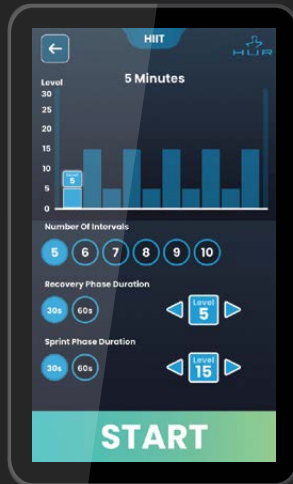 HIIT
HUR
Level
5 Minutes
30
25
20
15
10
5
0
Level
5
Number Of Intervals
5 6 7 8 9 10
Recovery Phase Duration
30s 60s
Level
5
Sprint Phase Duration
30s 60s
Level
15
START